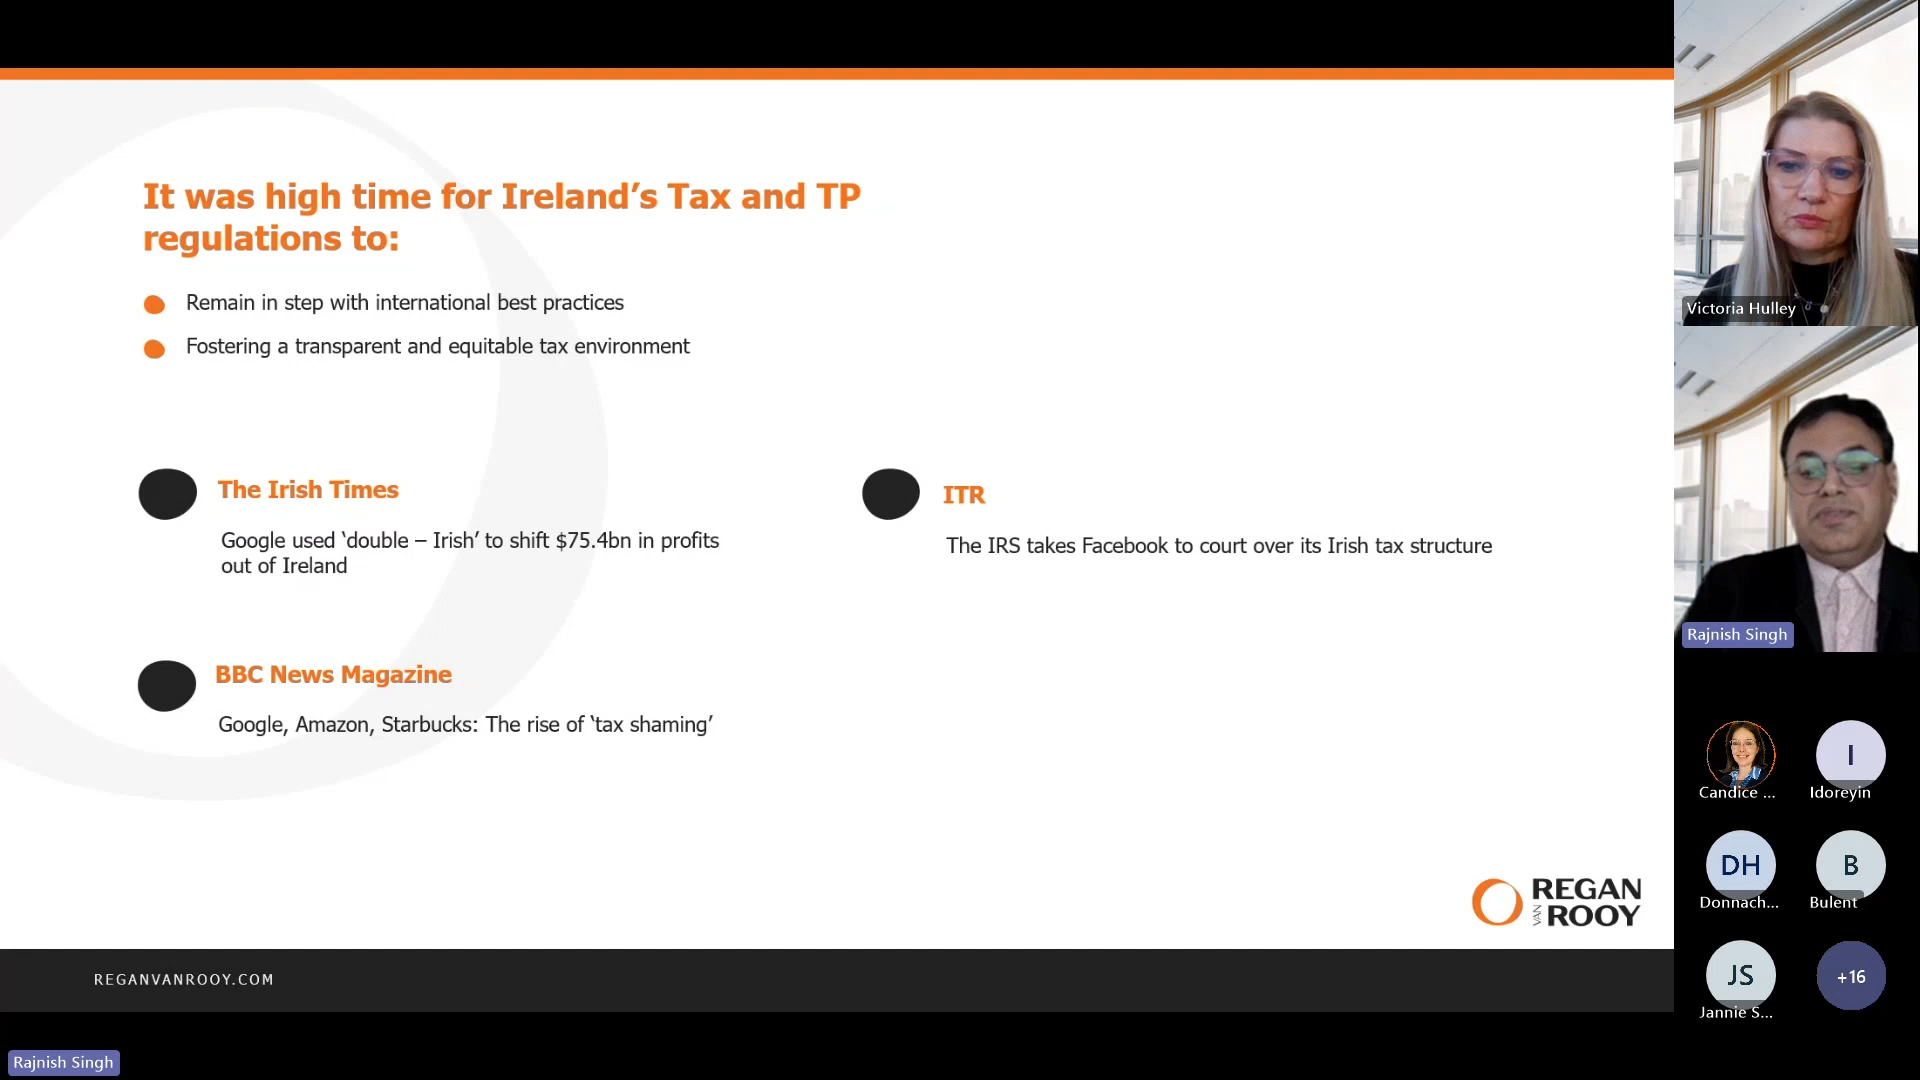 It was high time for Ireland’s Tax and TP
regulations to:
Remain in step with international best practices
Fostering a transparent and equitable tax environment
The Irish Times
Google used ‘double – Irish’ to shift $75.4bn in profits
out of Ireland
ITR
The IRS takes Facebook to court over its Irish tax structure
BBC News Magazine
Google, Amazon, Starbucks: The rise of ‘tax shaming’
REGAN
VAN ROOY
REGANVANROOY.COM
Rajnish Singh
Victoria Hulley
Rajnish Singh
Candice ...
I
Idoreyin
DH
Donnach...
B
Bulent
JS
Jannie S...
+16